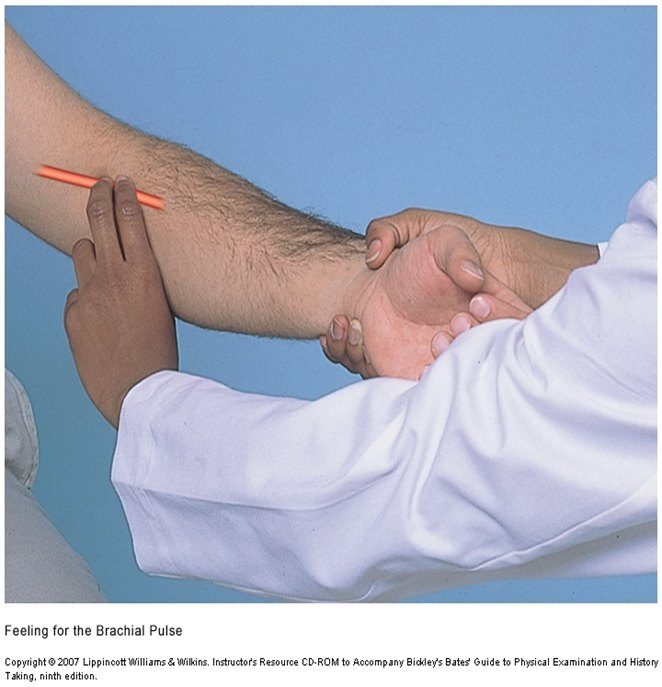 Feeling for the Brachial Pulse
Copyright © 2007 Lippincott Williams & Wilkins. Instructor's Resource CD-ROM to Accompany Bickley's Bates' Guide to Physical Examination and History
Taking, ninth edition.